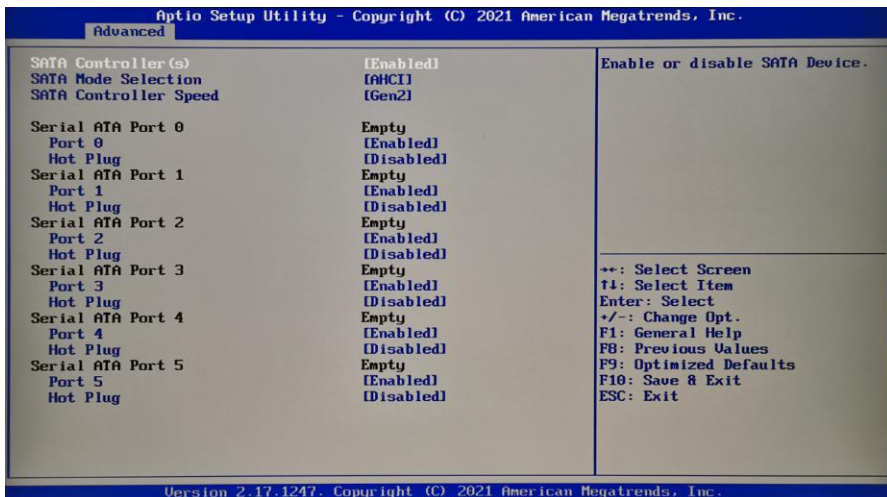 Aptio Setup Utility - Copyright (C) 2021 American Megatrends, Inc.
Advanced
SATA Controller(s) [Enabled]
SATA Mode Selection [AHCI]
SATA Controller Speed [Gen2]
Serial ATA Port 0 Empty
Port 0 [Enabled]
Hot Plug [Disabled]
Serial ATA Port 1 Empty
Port 1 [Enabled]
Hot Plug [Disabled]
Serial ATA Port 2 Empty
Port 2 [Enabled]
Hot Plug [Disabled]
Serial ATA Port 3 Empty
Port 3 [Enabled]
Hot Plug [Disabled]
Serial ATA Port 4 Empty
Port 4 [Enabled]
Hot Plug [Disabled]
Serial ATA Port 5 Empty
Port 5 [Enabled]
Hot Plug [Disabled]
Enable or disable SATA Device.
→←: Select Screen
↑↓: Select Item
Enter: Select
+/-: Change Opt.
F1: General Help
F8: Previous Values
F9: Optimized Defaults
F10: Save & Exit
ESC: Exit
Version 2.17.1247. Copyright (C) 2021 American Megatrends, Inc.